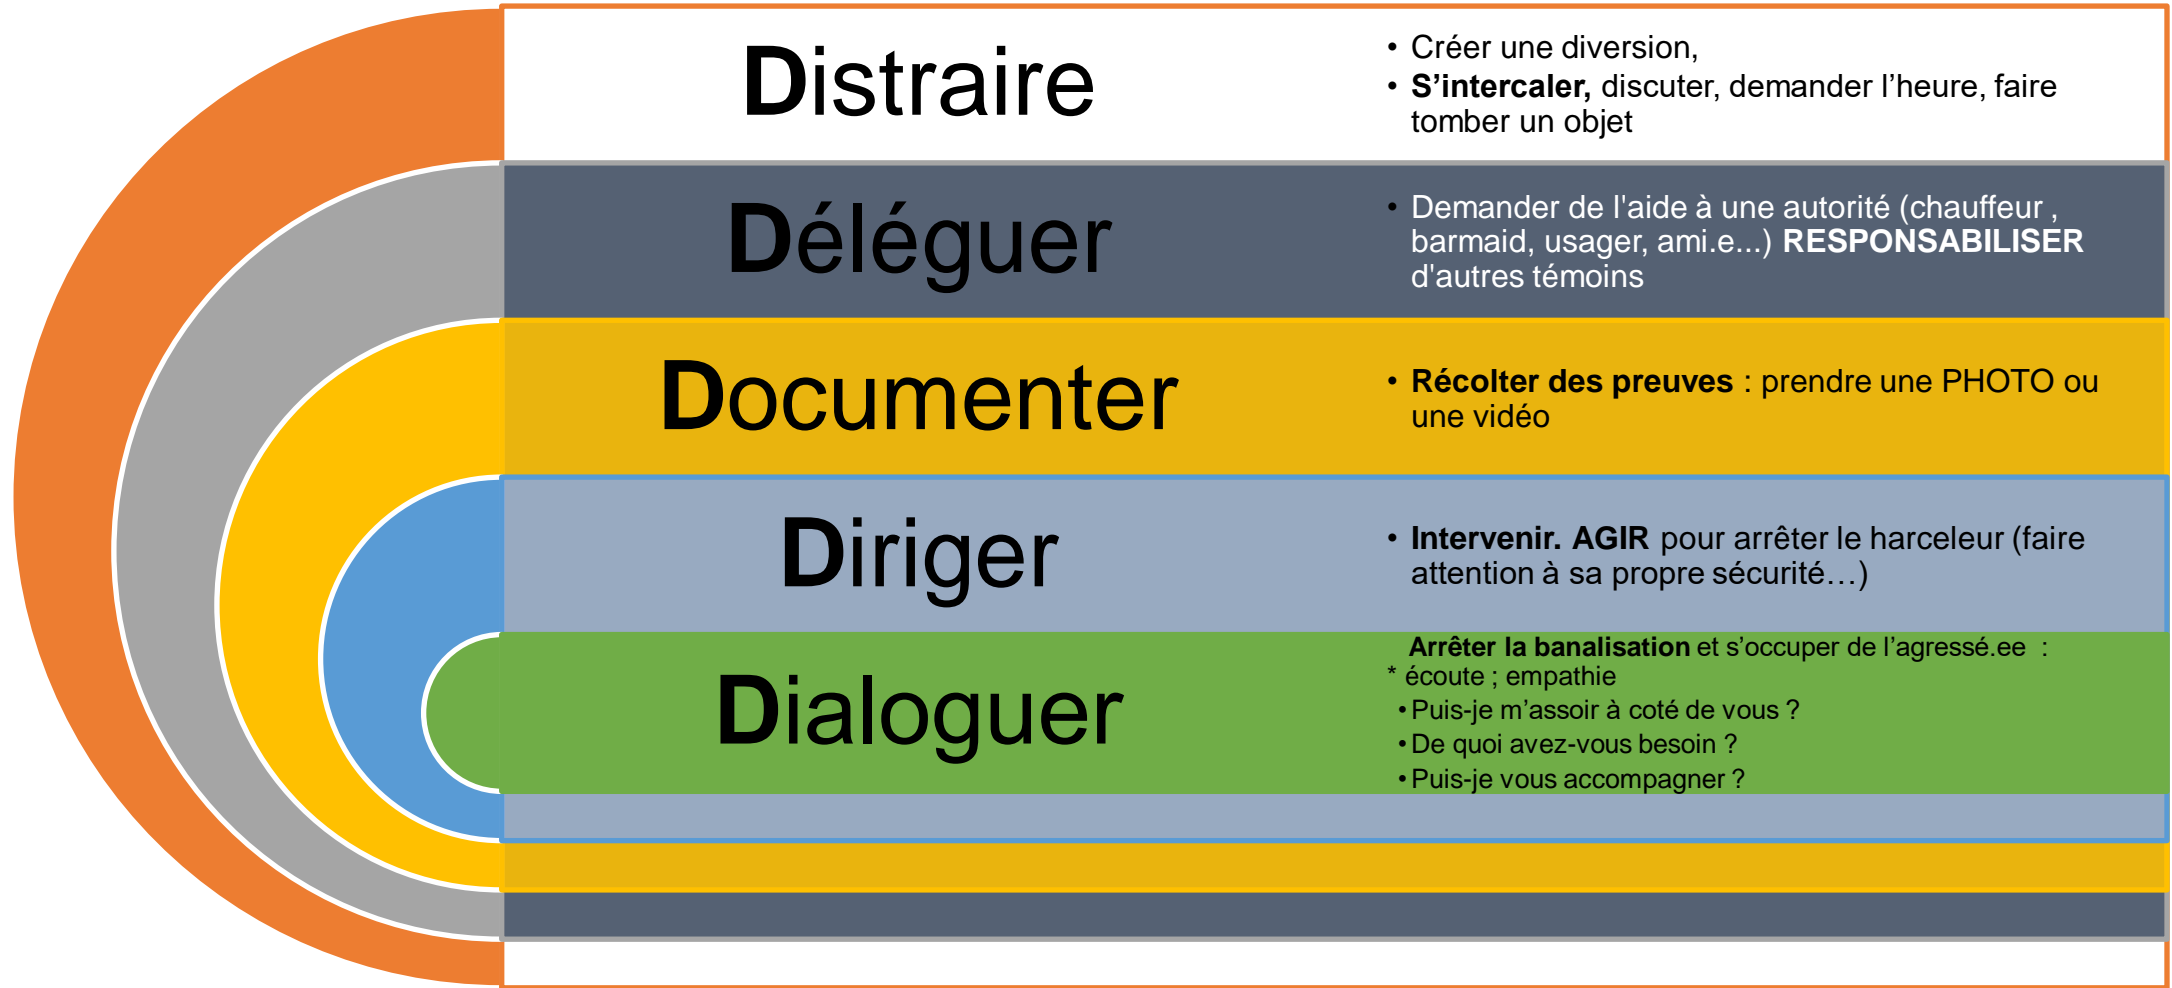 Distraire
• Créer une diversion,
• S’intercaler, discuter, demander l’heure, faire
tomber un objet
Déléguer
• Demander de l'aide à une autorité (chauffeur ,
barmaid, usager, ami.e...) RESPONSABILISER
d'autres témoins
Documenter
• Récolter des preuves : prendre une PHOTO ou
une vidéo
Diriger
• Intervenir. AGIR pour arrêter le harceleur (faire
attention à sa propre sécurité…)
Dialoguer
Arrêter la banalisation et s’occuper de l’agressé.ee :
* écoute ; empathie
• Puis-je m’assoir à coté de vous ?
• De quoi avez-vous besoin ?
• Puis-je vous accompagner ?